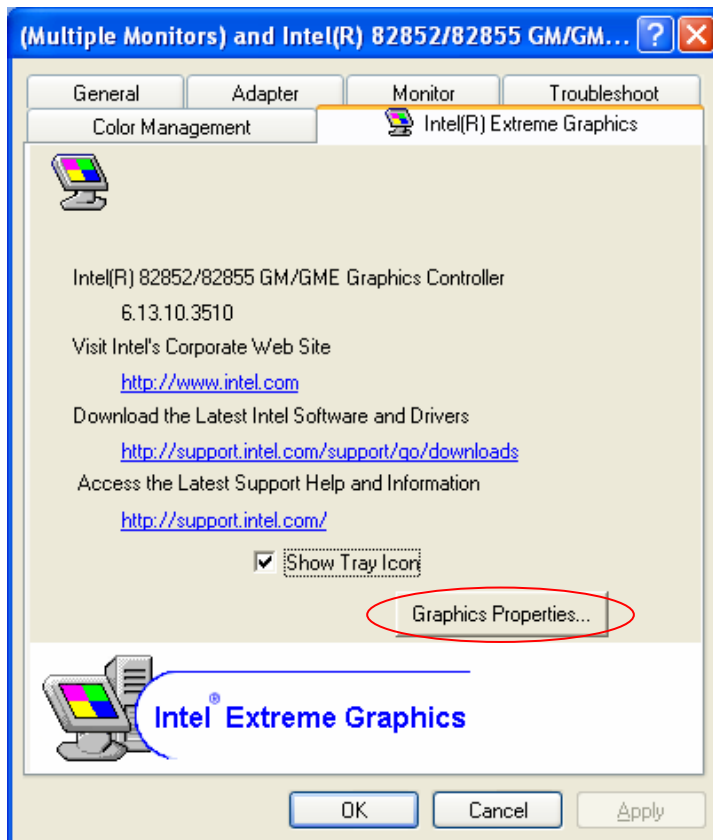 (Multiple Monitors) and Intel(R) 82852/82855 GM/GM...
General Adapter Monitor Troubleshoot
Color Management Intel(R) Extreme Graphics
Intel(R) 82852/82855 GM/GME Graphics Controller
6.13.10.3510
Visit Intel's Corporate Web Site
http://www.intel.com
Download the Latest Intel Software and Drivers
http://support.intel.com/support/go/downloads
Access the Latest Support Help and Information
http://support.intel.com/
Show Tray Icon
Graphics Properties...
Intel® Extreme Graphics
OK Cancel Apply